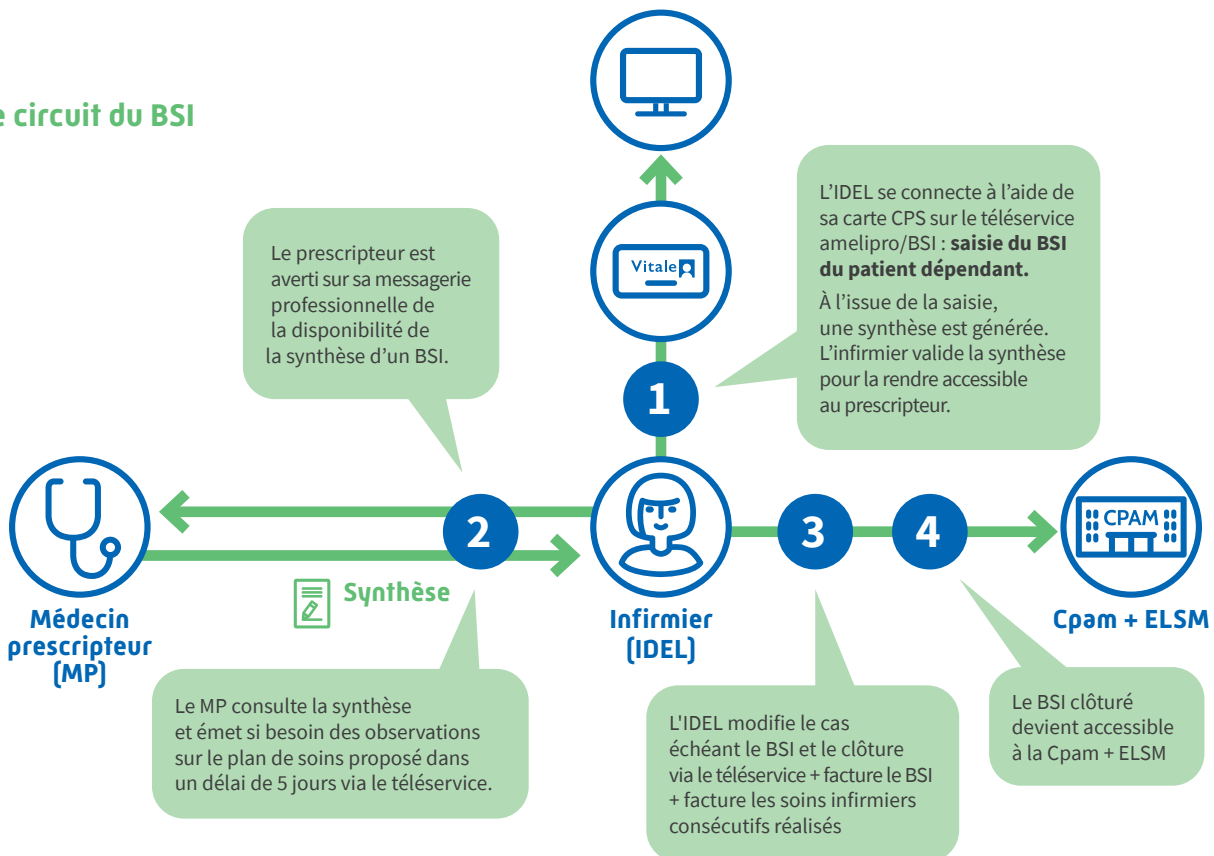 e circuit du BSI
Vitale
L’IDEL se connecte à l’aide de
sa carte CPS sur le téléservice
amelipro/BSI : saisie du BSI
du patient dépendant.
À l’issue de la saisie,
une synthèse est générée.
L’infirmier valide la synthèse
pour la rendre accessible
au prescripteur.
Le prescripteur est
averti sur sa messagerie
professionnelle de
la disponibilité de
la synthèse d’un BSI.
1
2
3
4
CPAM
Synthèse
Médecin
prescripteur
(MP)
Infirmier
(IDEL)
Cpam + ELSM
Le MP consulte la synthèse
et émet si besoin des observations
sur le plan de soins proposé dans
un délai de 5 jours via le téléservice.
L'IDEL modifie le cas
échéant le BSI et le clôture
via le téléservice + facture le BSI
+ facture les soins infirmiers
consécutifs réalisés
Le BSI clôturé
devient accessible
à la Cpam + ELSM